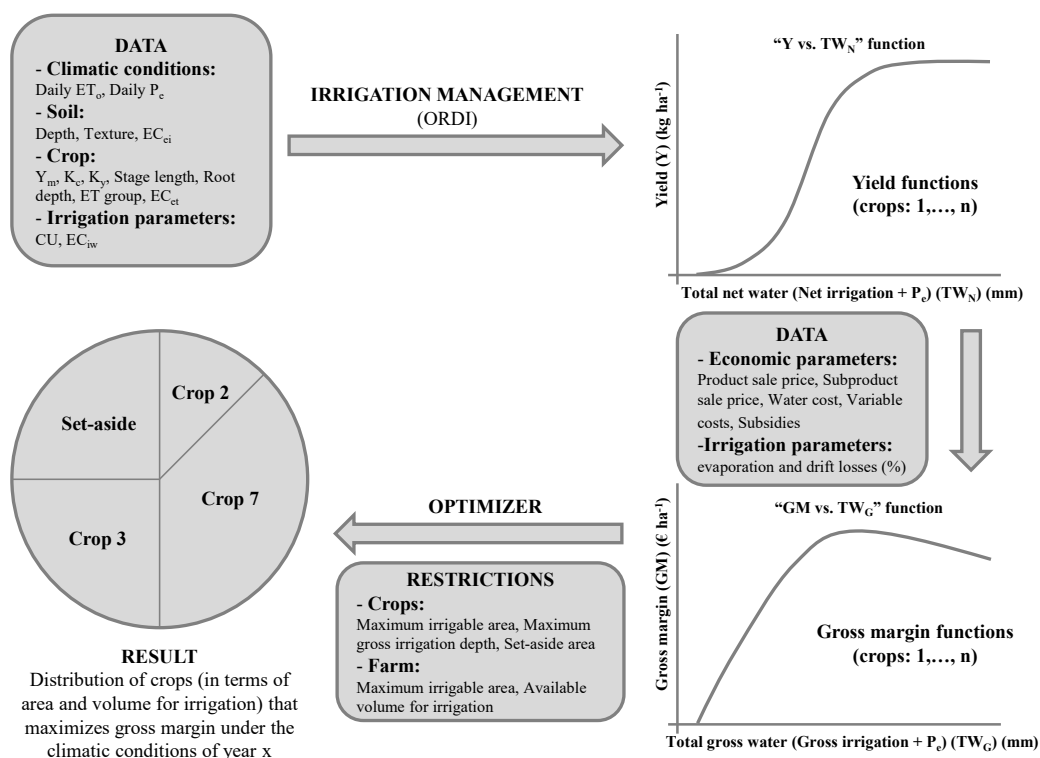 DATA
- Climatic conditions:
Daily ETₒ, Daily Pₑ
- Soil:
Depth, Texture, EC_ei
- Crop:
Y_m, K_c, K_y, Stage length, Root
depth, ET group, EC_et
- Irrigation parameters:
CU, EC_iw
IRRIGATION MANAGEMENT
(ORDI)
“Y vs. TW_N” function
Yield (Y) (kg ha⁻¹)
Yield functions
(crops: 1,…, n)
Total net water (Net irrigation + Pₑ) (TW_N) (mm)
DATA
- Economic parameters:
Product sale price, Subproduct
sale price, Water cost, Variable
costs, Subsidies
-Irrigation parameters:
evaporation and drift losses (%)
“GM vs. TW_G” function
Gross margin (GM) (€ ha⁻¹)
Gross margin functions
(crops: 1,…, n)
Total gross water (Gross irrigation + Pₑ) (TW_G) (mm)
OPTIMIZER
RESTRICTIONS
- Crops:
Maximum irrigable area, Maximum
gross irrigation depth, Set-aside area
- Farm:
Maximum irrigable area, Available
volume for irrigation
Crop 2
Set-aside
Crop 7
Crop 3
RESULT
Distribution of crops (in terms of
area and volume for irrigation) that
maximizes gross margin under the
climatic conditions of year x